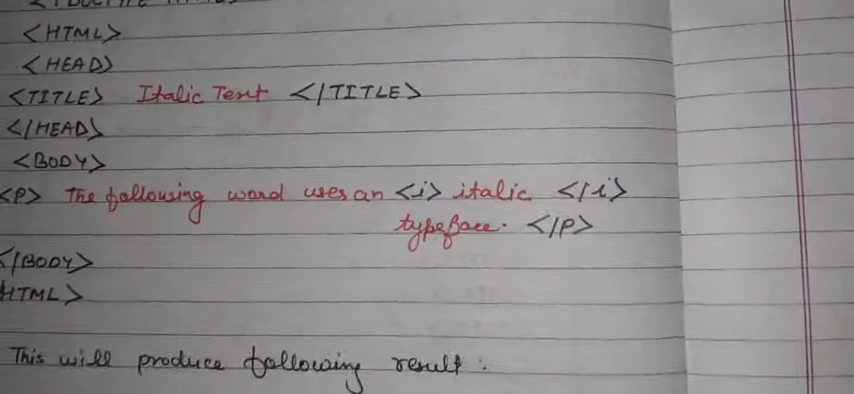 <HTML>
<HEAD>
<TITLE> Italic Text </TITLE>
</HEAD>
<BODY>
<P> The following word uses an <i> italic </i>
typeface. </P>
</BODY>
HTML>
This will produce following result :